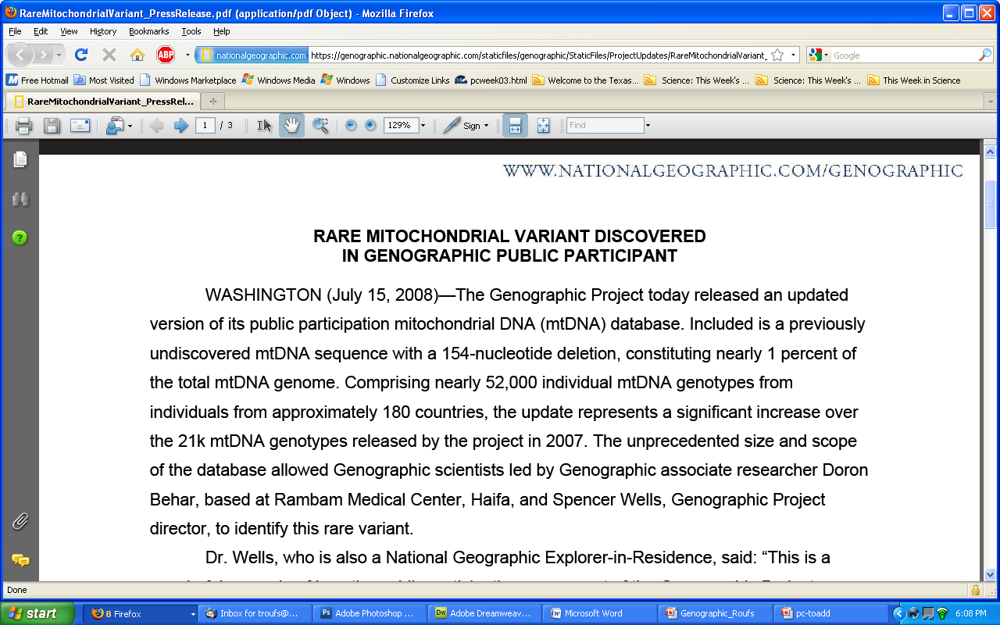 RareMitochondrialVariant_PressRelease.pdf (application/pdf Object) - Mozilla Firefox
File Edit View History Bookmarks Tools Help
ABP nationalgeographic.com https://genographic.nationalgeographic.com/staticfiles/genographic/StaticFiles/ProjectUpdates/RareMitochondrialVariant_ Google
Free Hotmail Most Visited Windows Marketplace Windows Media Windows Customize Links pcweek03.html Welcome to the Texas... Science: This Week's ... Science: This Week's ... This Week in Science
RareMitochondrialVariant_PressRel...
1 / 3 129% Sign Find
WWW.NATIONALGEOGRAPHIC.COM/GENOGRAPHIC
RARE MITOCHONDRIAL VARIANT DISCOVERED
IN GENOGRAPHIC PUBLIC PARTICIPANT
WASHINGTON (July 15, 2008)—The Genographic Project today released an updated
version of its public participation mitochondrial DNA (mtDNA) database. Included is a previously
undiscovered mtDNA sequence with a 154-nucleotide deletion, constituting nearly 1 percent of
the total mtDNA genome. Comprising nearly 52,000 individual mtDNA genotypes from
individuals from approximately 180 countries, the update represents a significant increase over
the 21k mtDNA genotypes released by the project in 2007. The unprecedented size and scope
of the database allowed Genographic scientists led by Genographic associate researcher Doron
Behar, based at Rambam Medical Center, Haifa, and Spencer Wells, Genographic Project
director, to identify this rare variant.
Dr. Wells, who is also a National Geographic Explorer-in-Residence, said: “This is a
Done
start 8 Firefox Inbox for troufs@... Adobe Photoshop ... Adobe Dreamweav... Microsoft Word Genographic_Roufs pc-toadd 6:08 PM